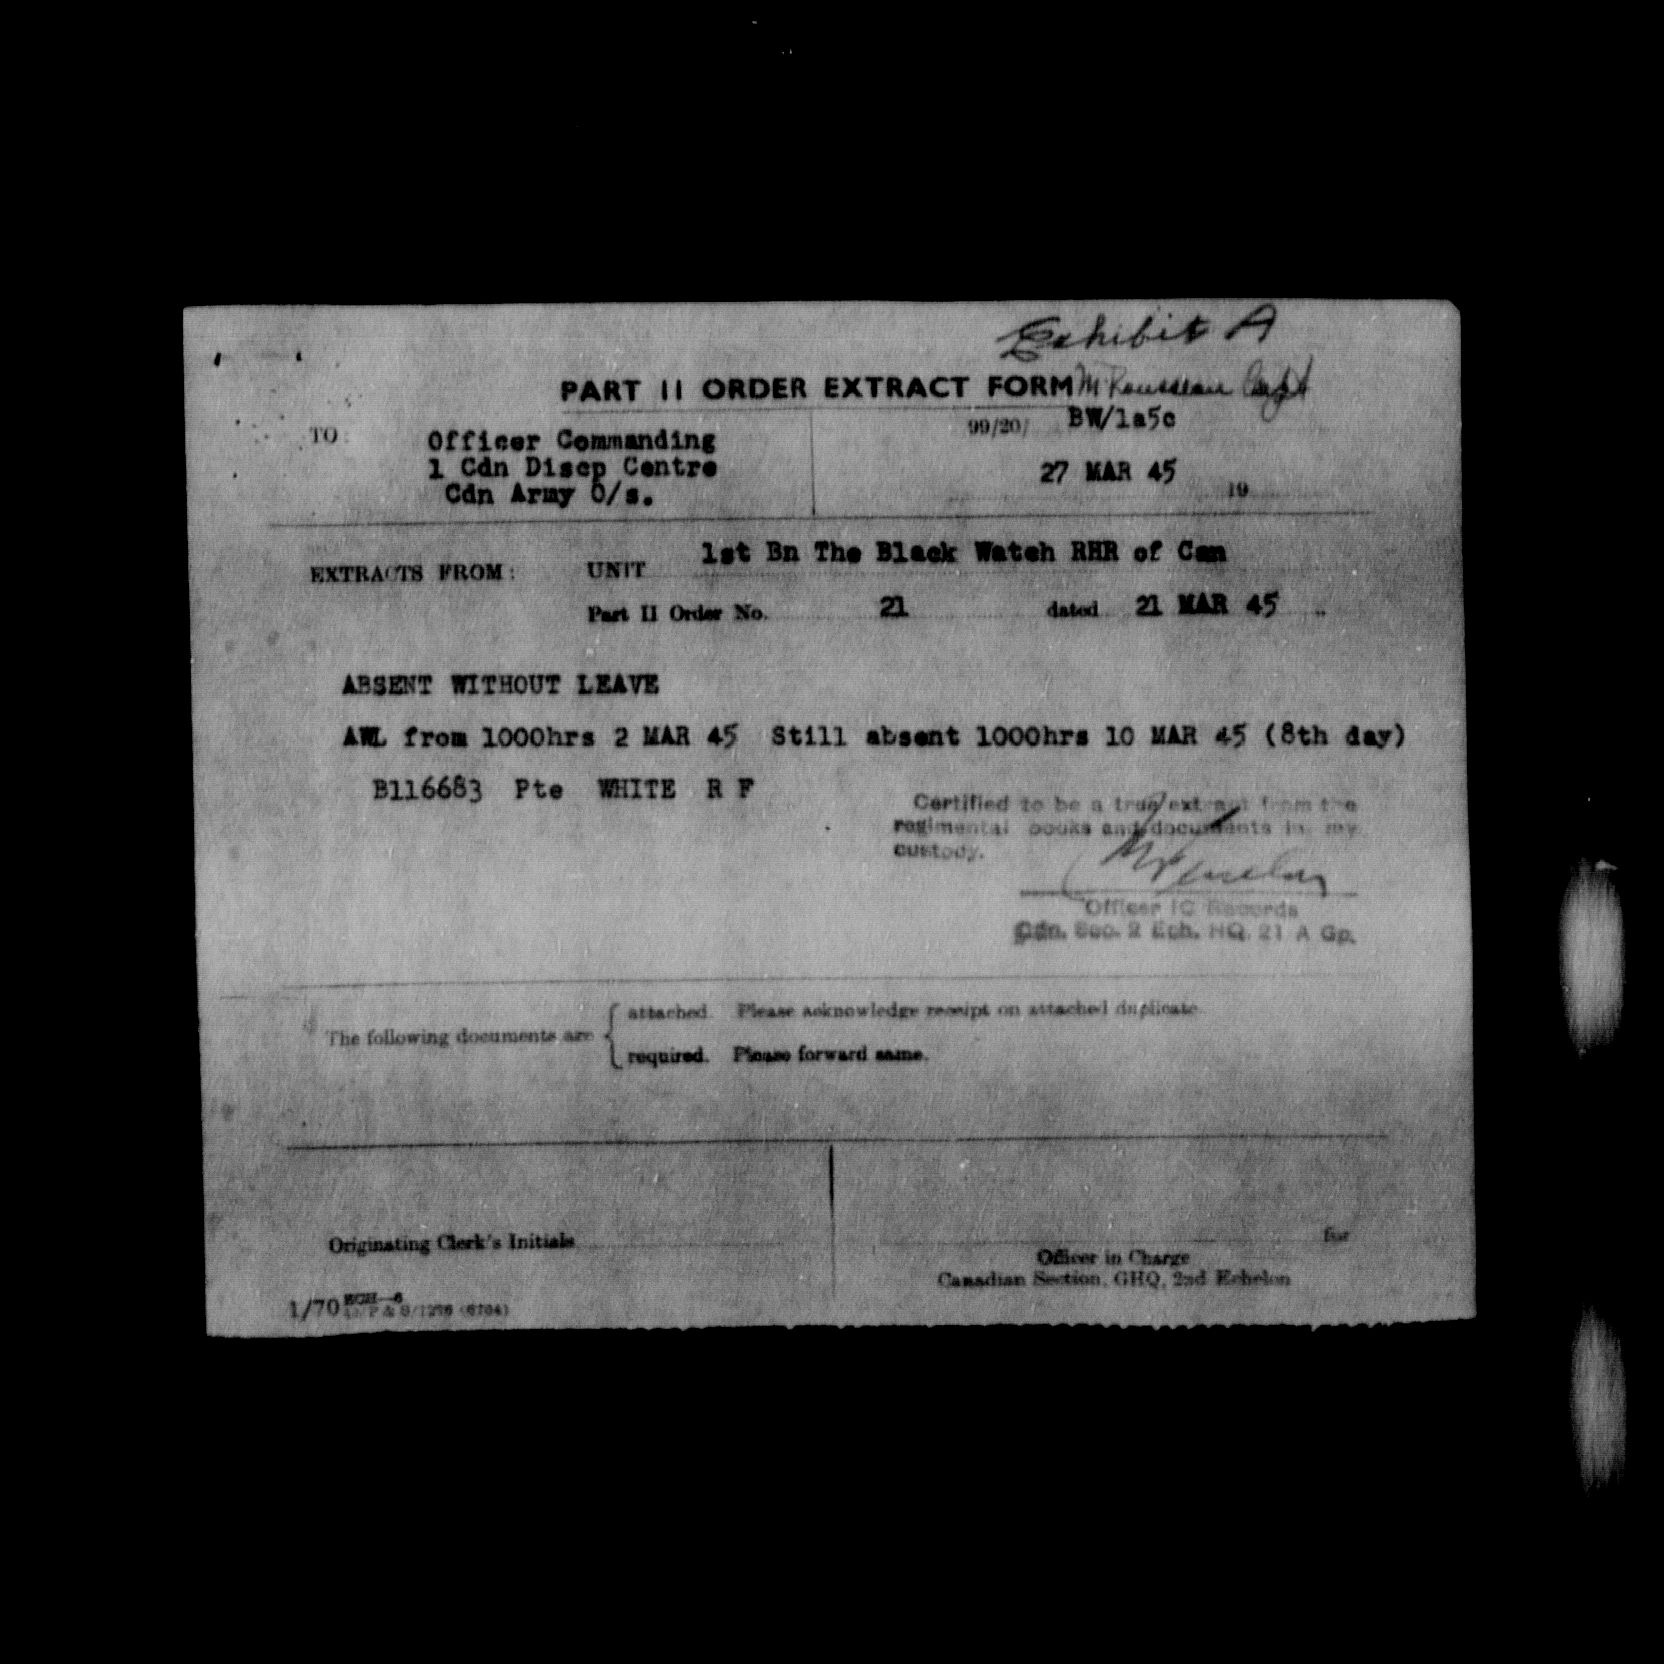 Exhibit A
PART II ORDER EXTRACT FORM M Rousseau Capt
99/20/ BW/1a5c
TO: Officer Commanding
1 Cdn Discp Centre
Cdn Army O/s.
27 MAR 45 19
EXTRACTS FROM: UNIT 1st Bn The Black Watch RHR of Can
Part II Order No. 21 dated 21 MAR 45
ABSENT WITHOUT LEAVE
AWL from 1000hrs 2 MAR 45 Still absent 1000hrs 10 MAR 45 (8th day)
B116683 Pte WHITE R F
Certified to be a true extract from the
regimental books and documents in my
custody.
Officer IC Records
Cdn. Sec. 2 Ech. HQ. 21 A Gp.
The following documents are
attached. Please acknowledge receipt on attached duplicate
required. Please forward same.
Originating Clerk's Initials
for
Officer in Charge
Canadian Section, GHQ, 2nd Echelon
1/70